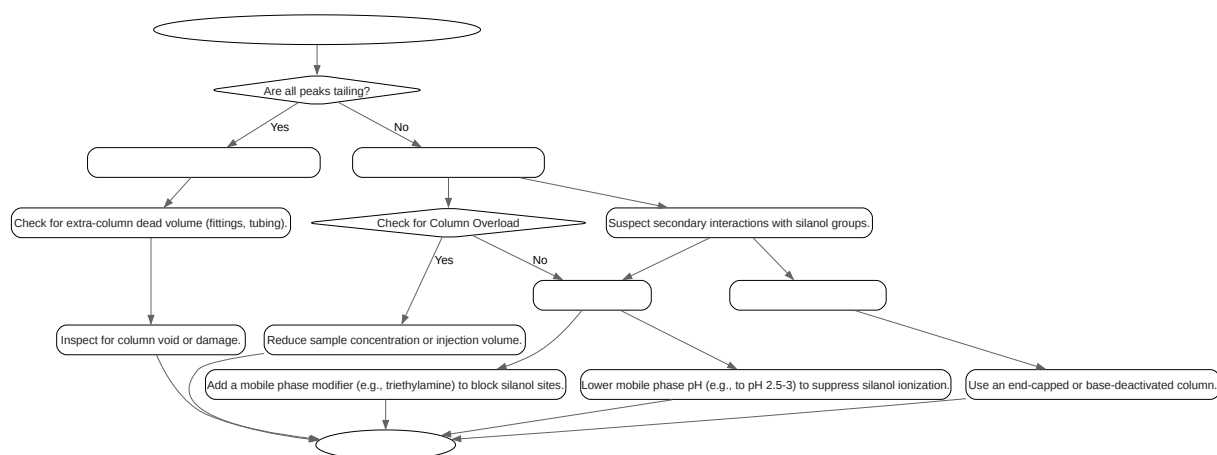 Are all peaks tailing?
Yes
No
Check for extra-column dead volume (fittings, tubing).
Check for Column Overload
Suspect secondary interactions with silanol groups.
Yes
No
Inspect for column void or damage.
Reduce sample concentration or injection volume.
Add a mobile phase modifier (e.g., triethylamine) to block silanol sites.
Lower mobile phase pH (e.g., to pH 2.5-3) to suppress silanol ionization.
Use an end-capped or base-deactivated column.